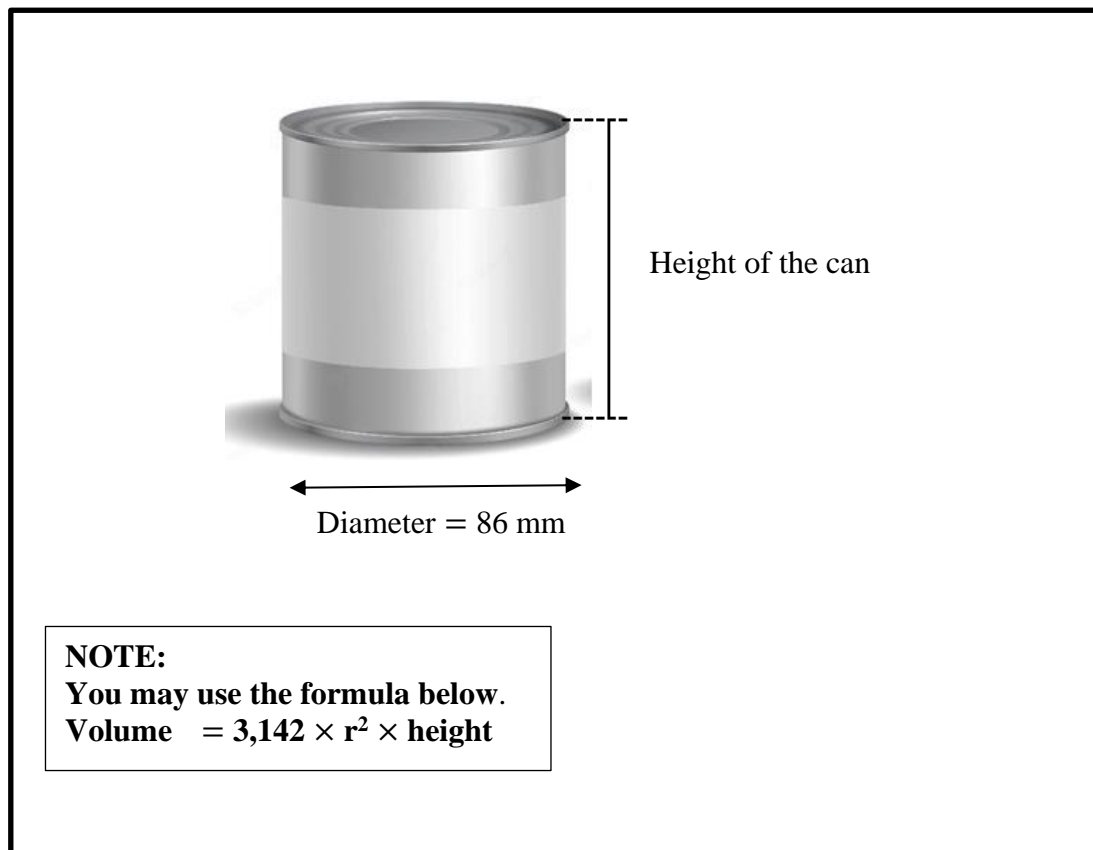 Height of the can
Diameter = 86 mm
NOTE:
You may use the formula below.
Volume = 3,142 × r² × height